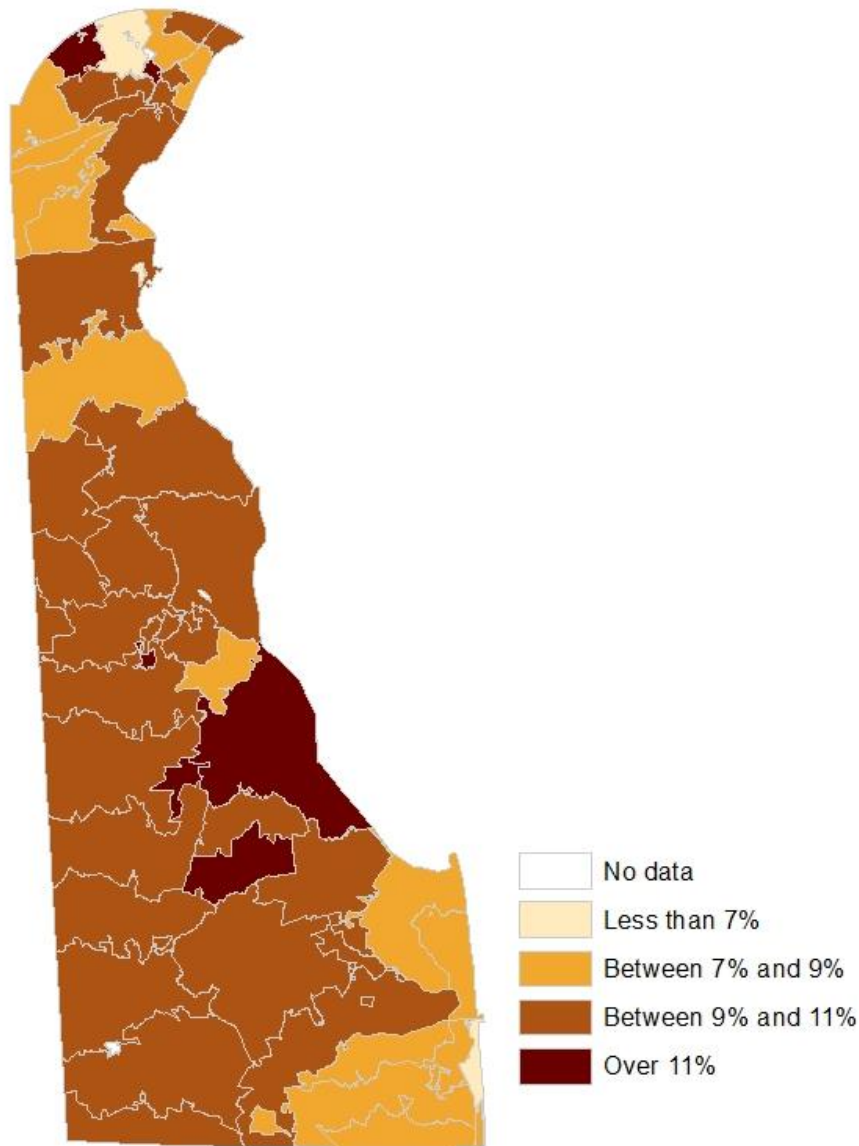 No data
Less than 7%
Between 7% and 9%
Between 9% and 11%
Over 11%